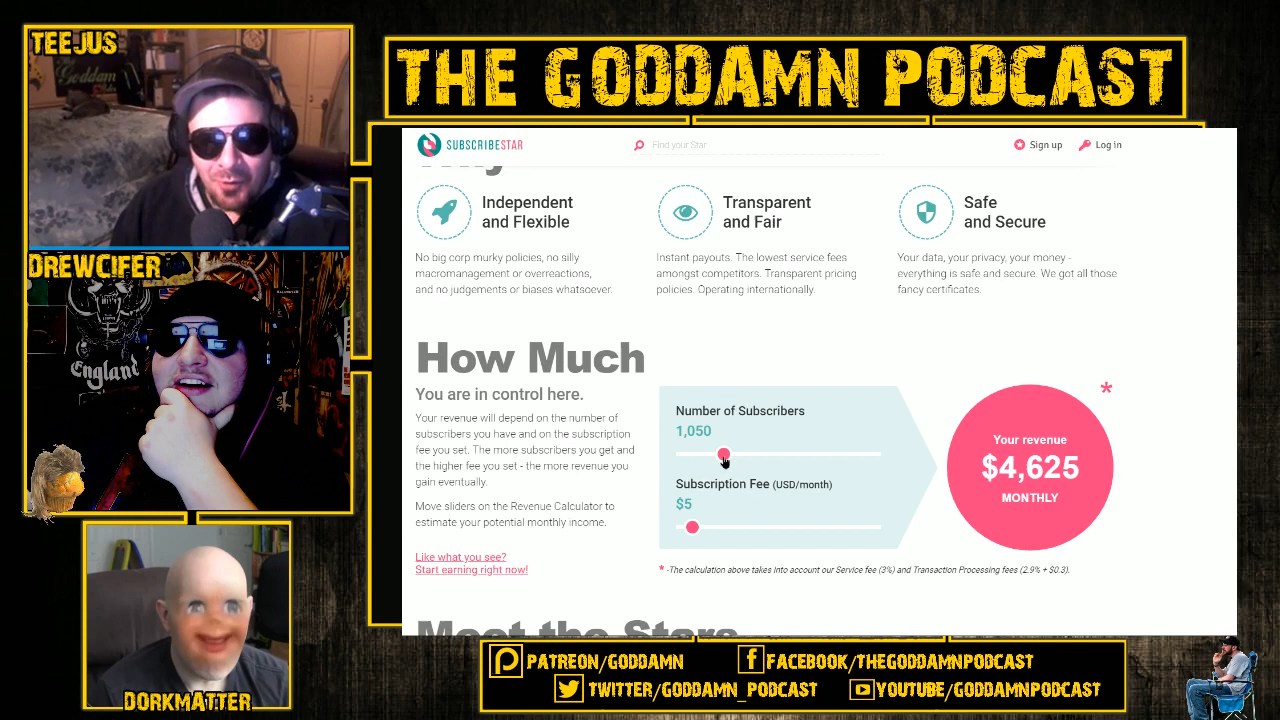 TEEJUS
THE GODDAMN PODCAST
SUBSCRIBESTAR
Find your Star
Sign up
Log in
Independent
and Flexible
No big corp murky policies, no silly
macromanagement or overreactions,
and no judgements or biases whatsoever.
Transparent
and Fair
Instant payouts. The lowest service fees
amongst competitors. Transparent pricing
policies. Operating internationally.
Safe
and Secure
Your data, your privacy, your money -
everything is safe and secure. We got all those
fancy certificates.
DREWCIFER
England
How Much
You are in control here.
Your revenue will depend on the number of
subscribers you have and on the subscription
fee you set. The more subscribers you get and
the higher fee you set - the more revenue you
gain eventually.
Move sliders on the Revenue Calculator to
estimate your potential monthly income.
Like what you see?
Start earning right now!
Number of Subscribers
1,050
Subscription Fee (USD/month)
$5
*
Your revenue
$4,625
MONTHLY
* -The calculation above takes into account our Service fee (3%) and Transaction Processing fees (2.9% + $0.3).
Meet the Stars
DORKMATTER
PATREON/GODDAMN
FACEBOOK/THEGODDAMNPODCAST
TWITTER/GODDAMN_PODCAST
YOUTUBE/GODDAMNPODCAST